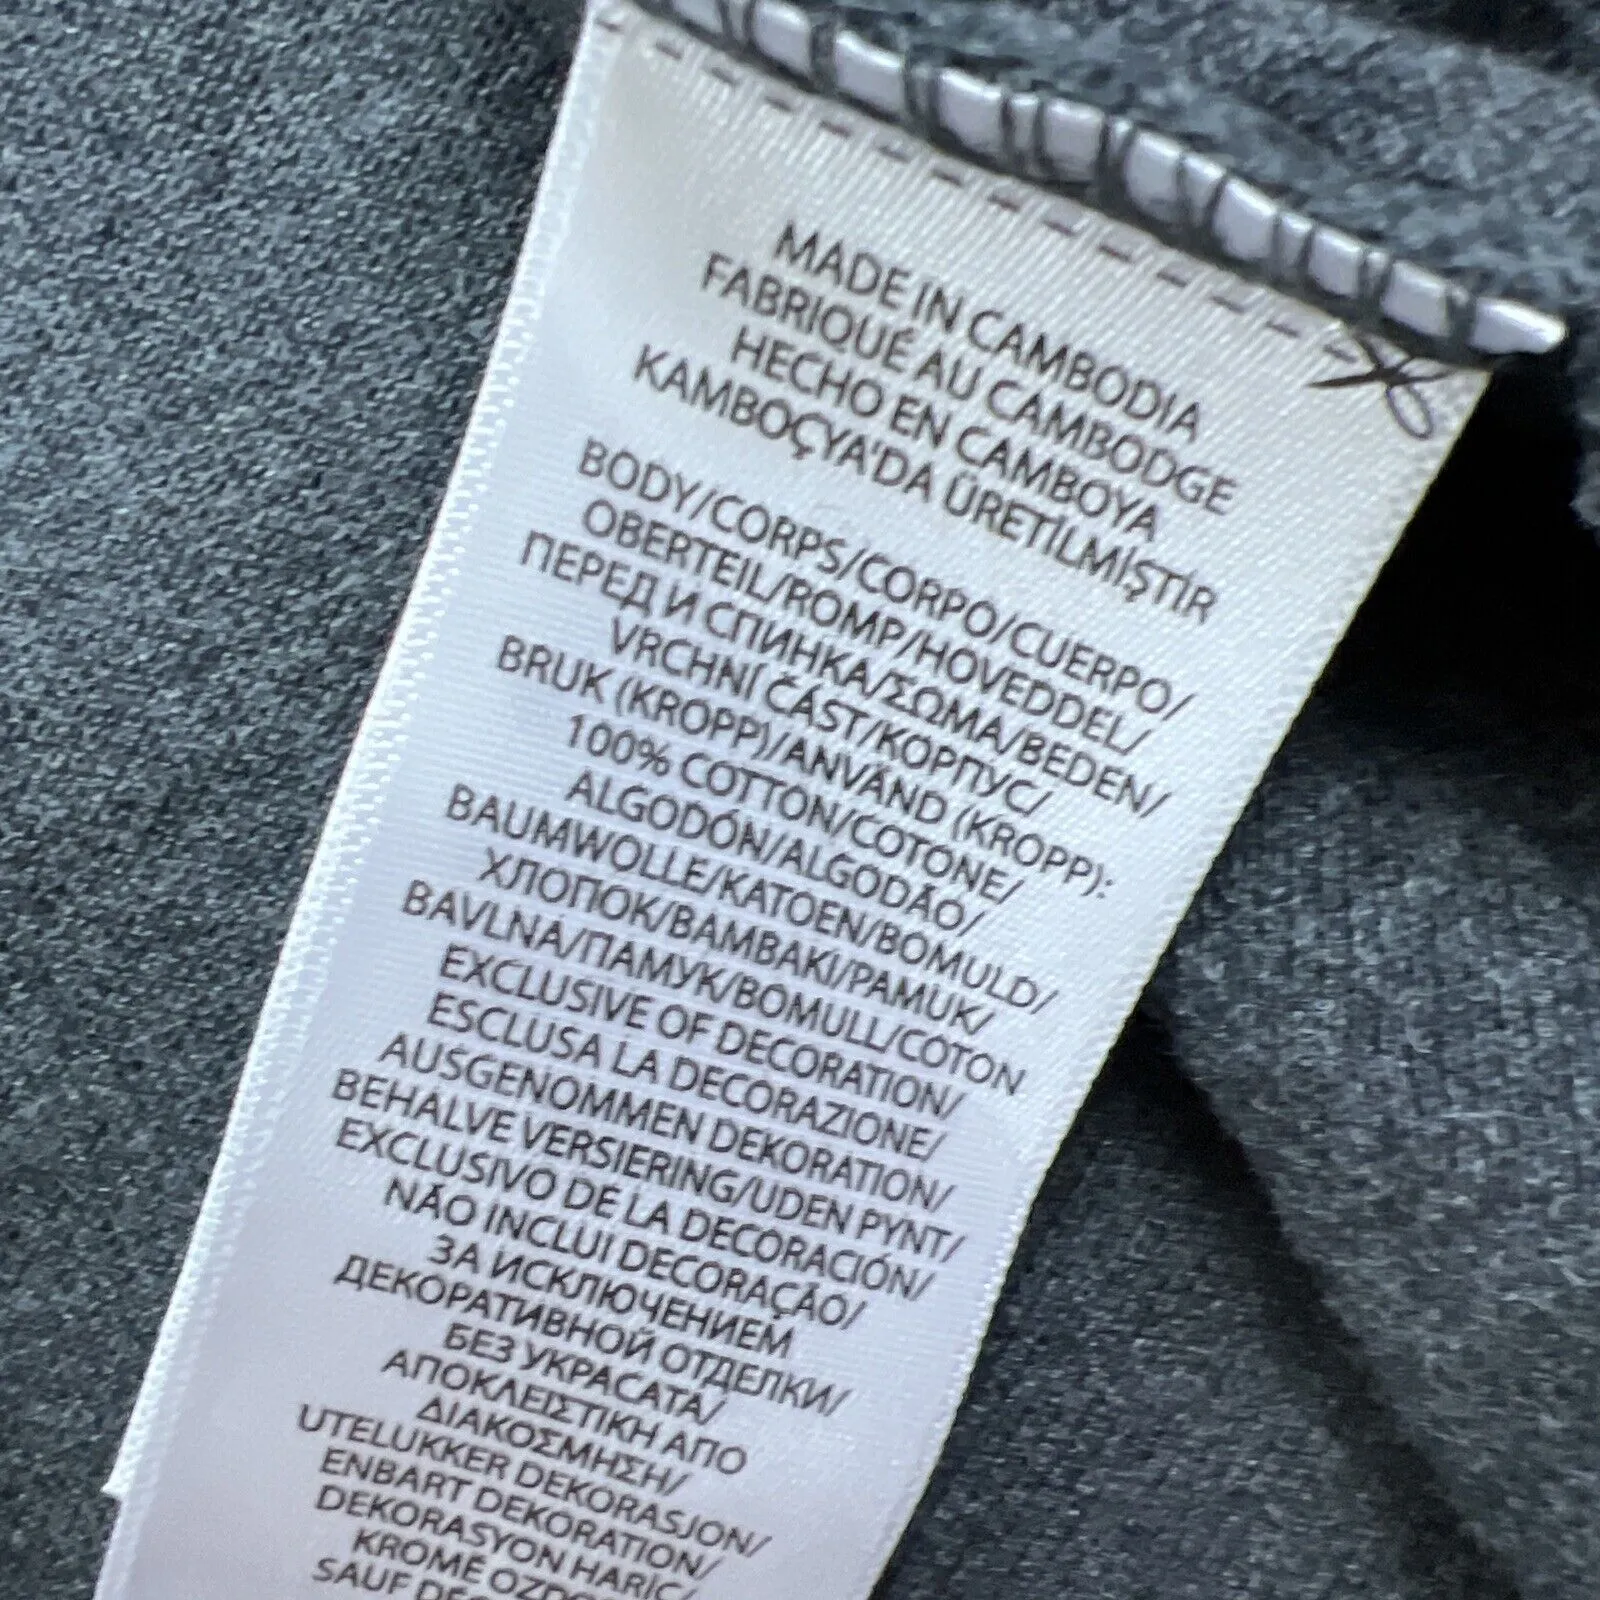 MADE IN CAMBODIA
FABRIQUÉ AU CAMBODGE
HECHO EN CAMBOYA
KAMBOÇYA'DA ÜRETİLMİŞTİR
BODY/CORPS/CORPO/CUERPO/
OBERTEIL/ROMP/HOVEDDEL/
ПЕРЕД И СПИНКА/ΣΩΜΑ/BEDEN/
VRCHNÍ ČÁST/КОРПУС/
BRUK (KROPP)/ANVÄND (KROPP):
100% COTTON/COTONE/
ALGODÓN/ALGODÃO/
BAUMWOLLE/KATOEN/BOMULD/
ХЛОПОК/BAMBAKI/PAMUK/
BAVLNA/ПАМУК/BOMULL/COTON
EXCLUSIVE OF DECORATION/
ESCLUSA LA DECORAZIONE/
AUSGENOMMEN DEKORATION/
BEHALVE VERSIERING/UDEN PYNT/
EXCLUSIVO DE LA DECORACIÓN/
NÃO INCLUI DECORAÇÃO/
ЗА ИСКЛЮЧЕНИЕМ
ДЕКОРАТИВНОЙ ОТДЕЛКИ/
БЕЗ УКРАСАТА/
ΑΠΟΚΛΕΙΣΤΙΚΗ ΑΠΟ
ΔΙΑΚΟΣΜΗΣΗ/
UTELUKKER DEKORASJON/
ENBART DEKORATION/
DEKORASYON HARİÇ/
KROMĚ
SAUF